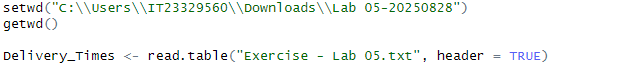 setwd("C:\\Users\\IT23329560\\Downloads\\Lab 05-20250828")
getwd()
Delivery_Times <- read.table("Exercise - Lab 05.txt", header = TRUE)